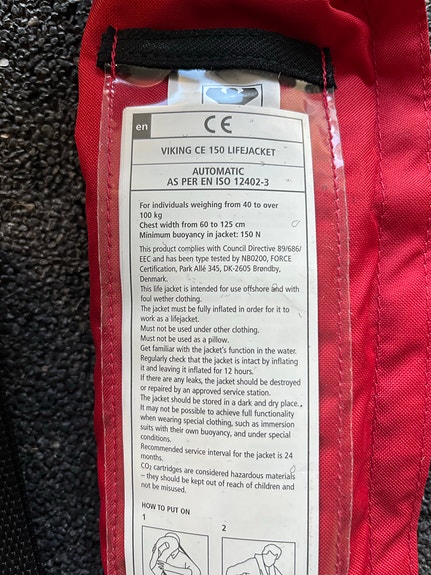 en
CE
VIKING CE 150 LIFEJACKET
AUTOMATIC
AS PER EN ISO 12402-3
For individuals weighing from 40 to over
100 kg
Chest width from 60 to 125 cm
Minimum buoyancy in jacket: 150 N
This product complies with Council Directive 89/686/
EEC and has been type tested by NB0200, FORCE
Certification, Park Allé 345, DK-2605 Brøndby,
Denmark.
This life jacket is intended for use offshore and with
foul wether clothing.
The jacket must be fully inflated in order for it to
work as a lifejacket.
Must not be used under other clothing.
Must not be used as a pillow.
Get familiar with the jacket's function in the water.
Regularly check that the jacket is intact by inflating
it and leaving it inflated for 12 hours.
If there are any leaks, the jacket should be destroyed
or repaired by an approved service station.
The jacket should be stored in a dark and dry place.
It may not be possible to achieve full functionality
when wearing special clothing, such as immersion
suits with their own buoyancy, and under special
conditions.
Recommended service interval for the jacket is 24
months.
CO₂ cartridges are considered hazardous materials
– they should be kept out of reach of children and
not be misused.
HOW TO PUT ON
1 2